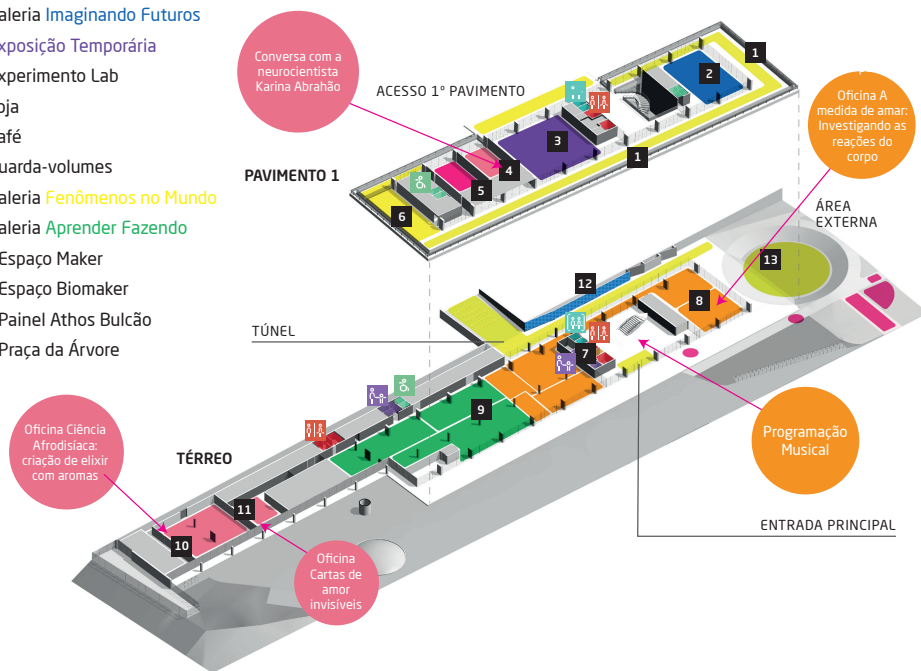 aleria Imaginando Futuros
xposição Temporária
xperimento Lab
oja
afé
uarda-volumes
aleria Fenômenos no Mundo
aleria Aprender Fazendo
Espaço Maker
Espaço Biomaker
Painel Athos Bulcão
Praça da Árvore
Conversa com a
neurocientista
Karina Abrahão
ACESSO 1º PAVIMENTO
PAVIMENTO 1
1
2
3
1
4
5
6
Oficina A
medida de amar:
Investigando as
reações do
corpo
ÁREA
EXTERNA
13
12
8
7
TÚNEL
9
TÉRREO
Oficina Ciência
Afrodisíaca:
criação de elixir
com aromas
11
10
Oficina
Cartas de
amor
invisíveis
Programação
Musical
ENTRADA PRINCIPAL